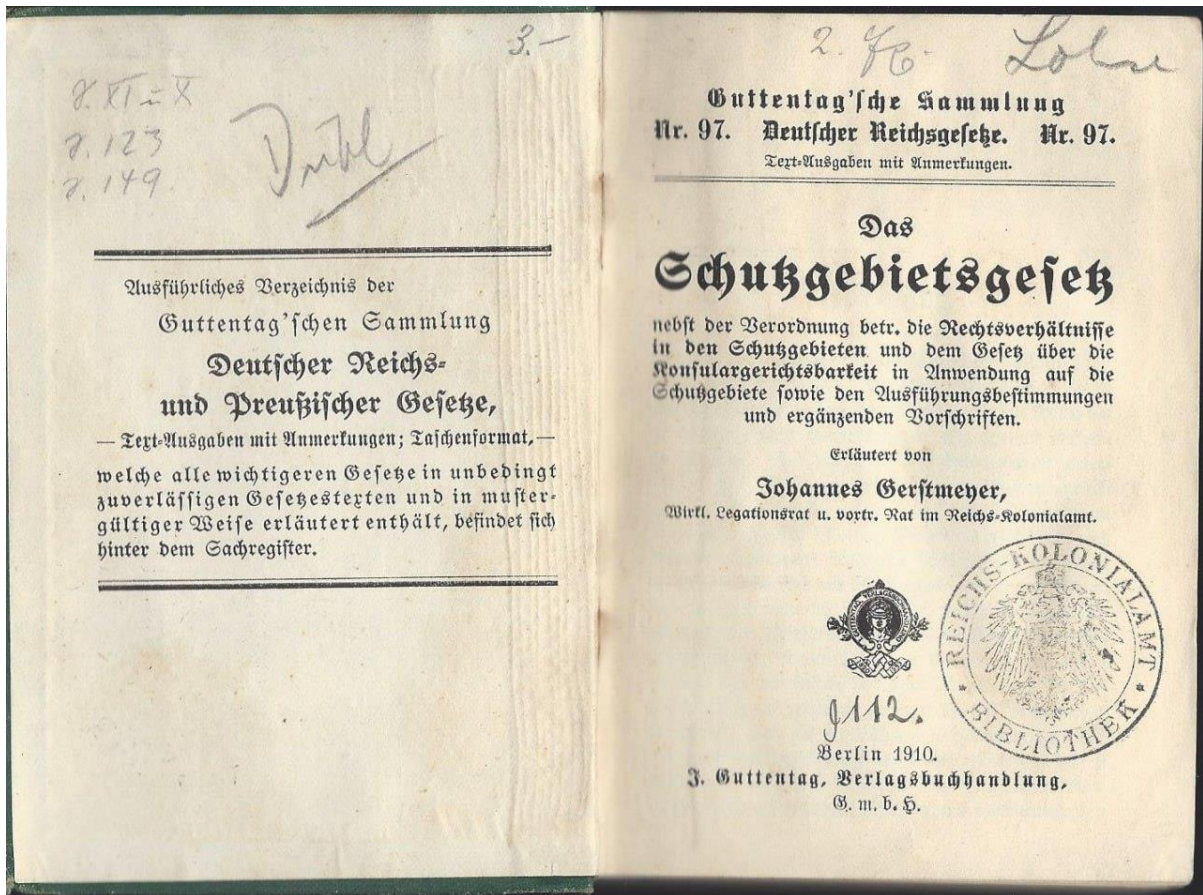 3.–
123
149.
Ausführliches Verzeichnis der
Guttentag'schen Sammlung
Deutscher Reichs-
und Preußischer Gesetze,
— Text-Ausgaben mit Anmerkungen; Taschenformat, —
welche alle wichtigeren Gesetze in unbedingt
zuverlässigen Gesetzestexten und in muster-
gültiger Weise erläutert enthält, befindet sich
hinter dem Sachregister.
2.
Guttentag'sche Sammlung
Nr. 97. Deutscher Reichsgesetze. Nr. 97.
Text-Ausgaben mit Anmerkungen.
Das
Schutzgebietsgesetz
nebst der Verordnung betr. die Rechtsverhältnisse
in den Schutzgebieten und dem Gesetz über die
Konsulargerichtsbarkeit in Anwendung auf die
Schutzgebiete sowie den Ausführungsbestimmungen
und ergänzenden Vorschriften.
Erläutert von
Johannes Gerstmeyer,
Wirkl. Legationsrat u. vortr. Rat im Reichs-Kolonialamt.
REICHS-KOLONIALAMT
* BIBLIOTHEK *
112.
Berlin 1910.
J. Guttentag, Verlagsbuchhandlung,
G. m. b. H.